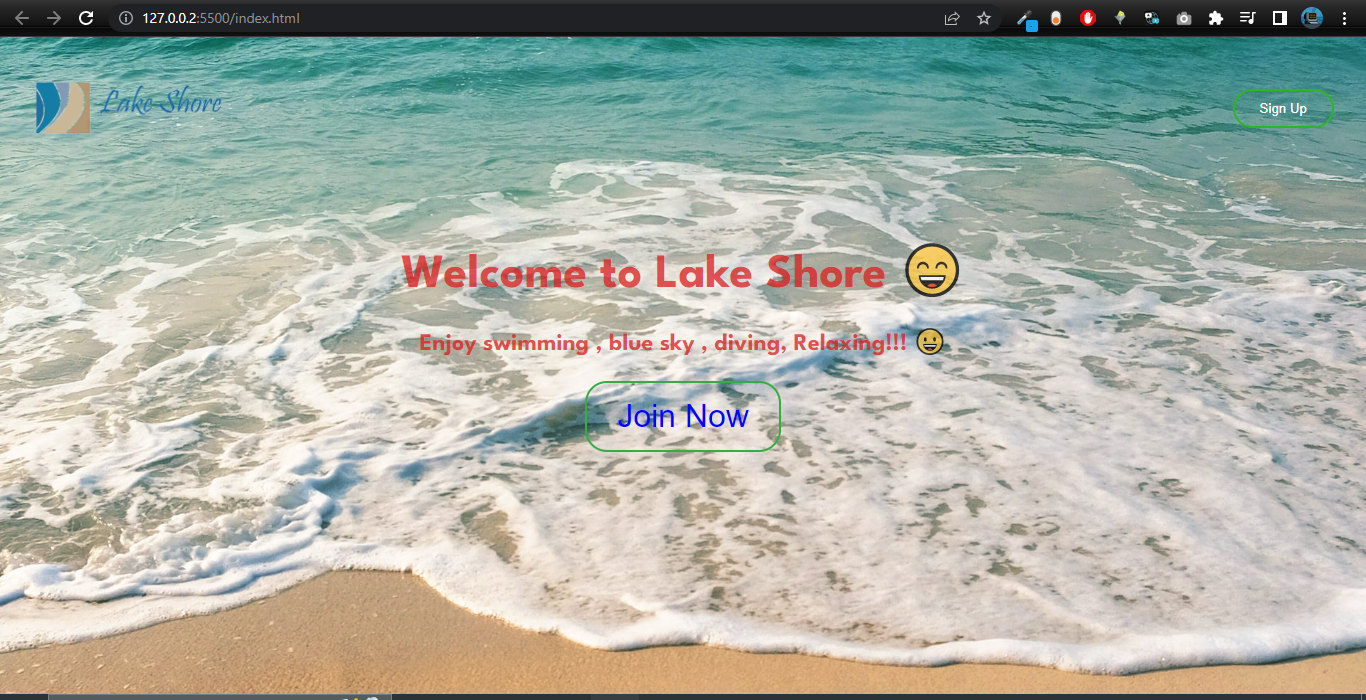 127.0.0.2:5500/index.html
Lake Shore
Sign Up
Welcome to Lake Shore 😄
Enjoy swimming , blue sky , diving, Relaxing!!! 😀
Join Now